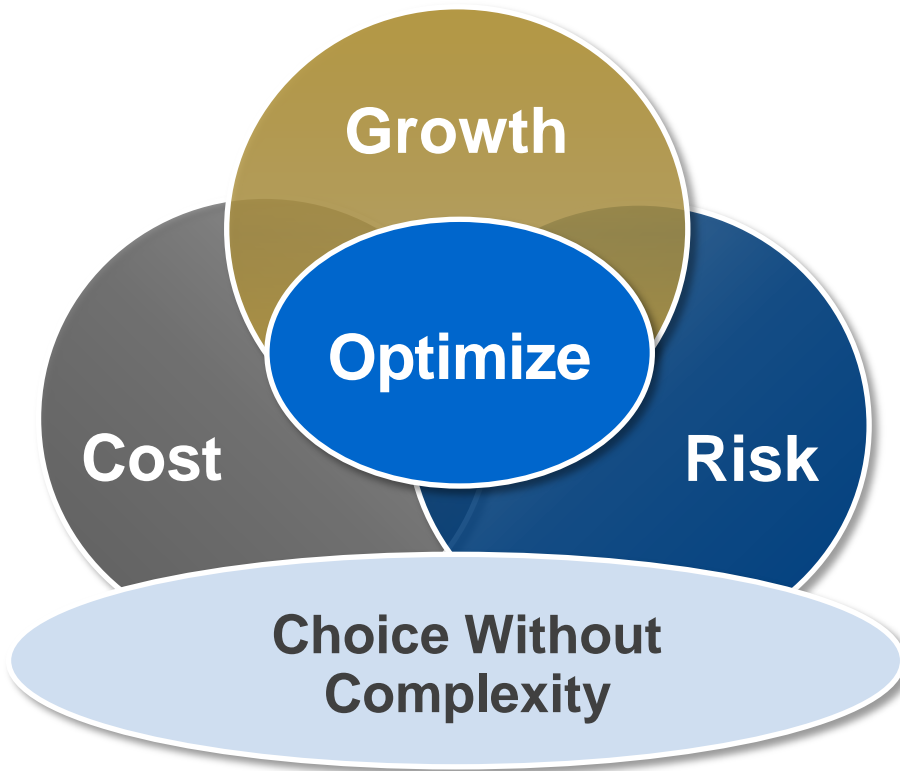 Growth
Optimize
Cost
Risk
Choice Without
Complexity